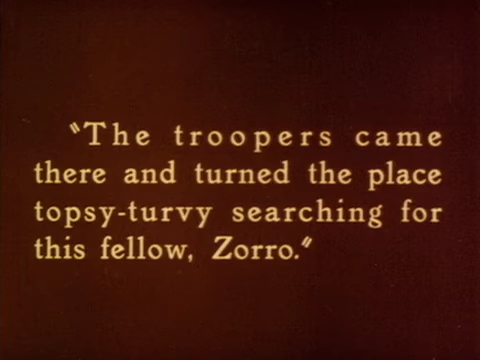 "The troopers came
there and turned the place
topsy-turvy searching for
this fellow, Zorro."